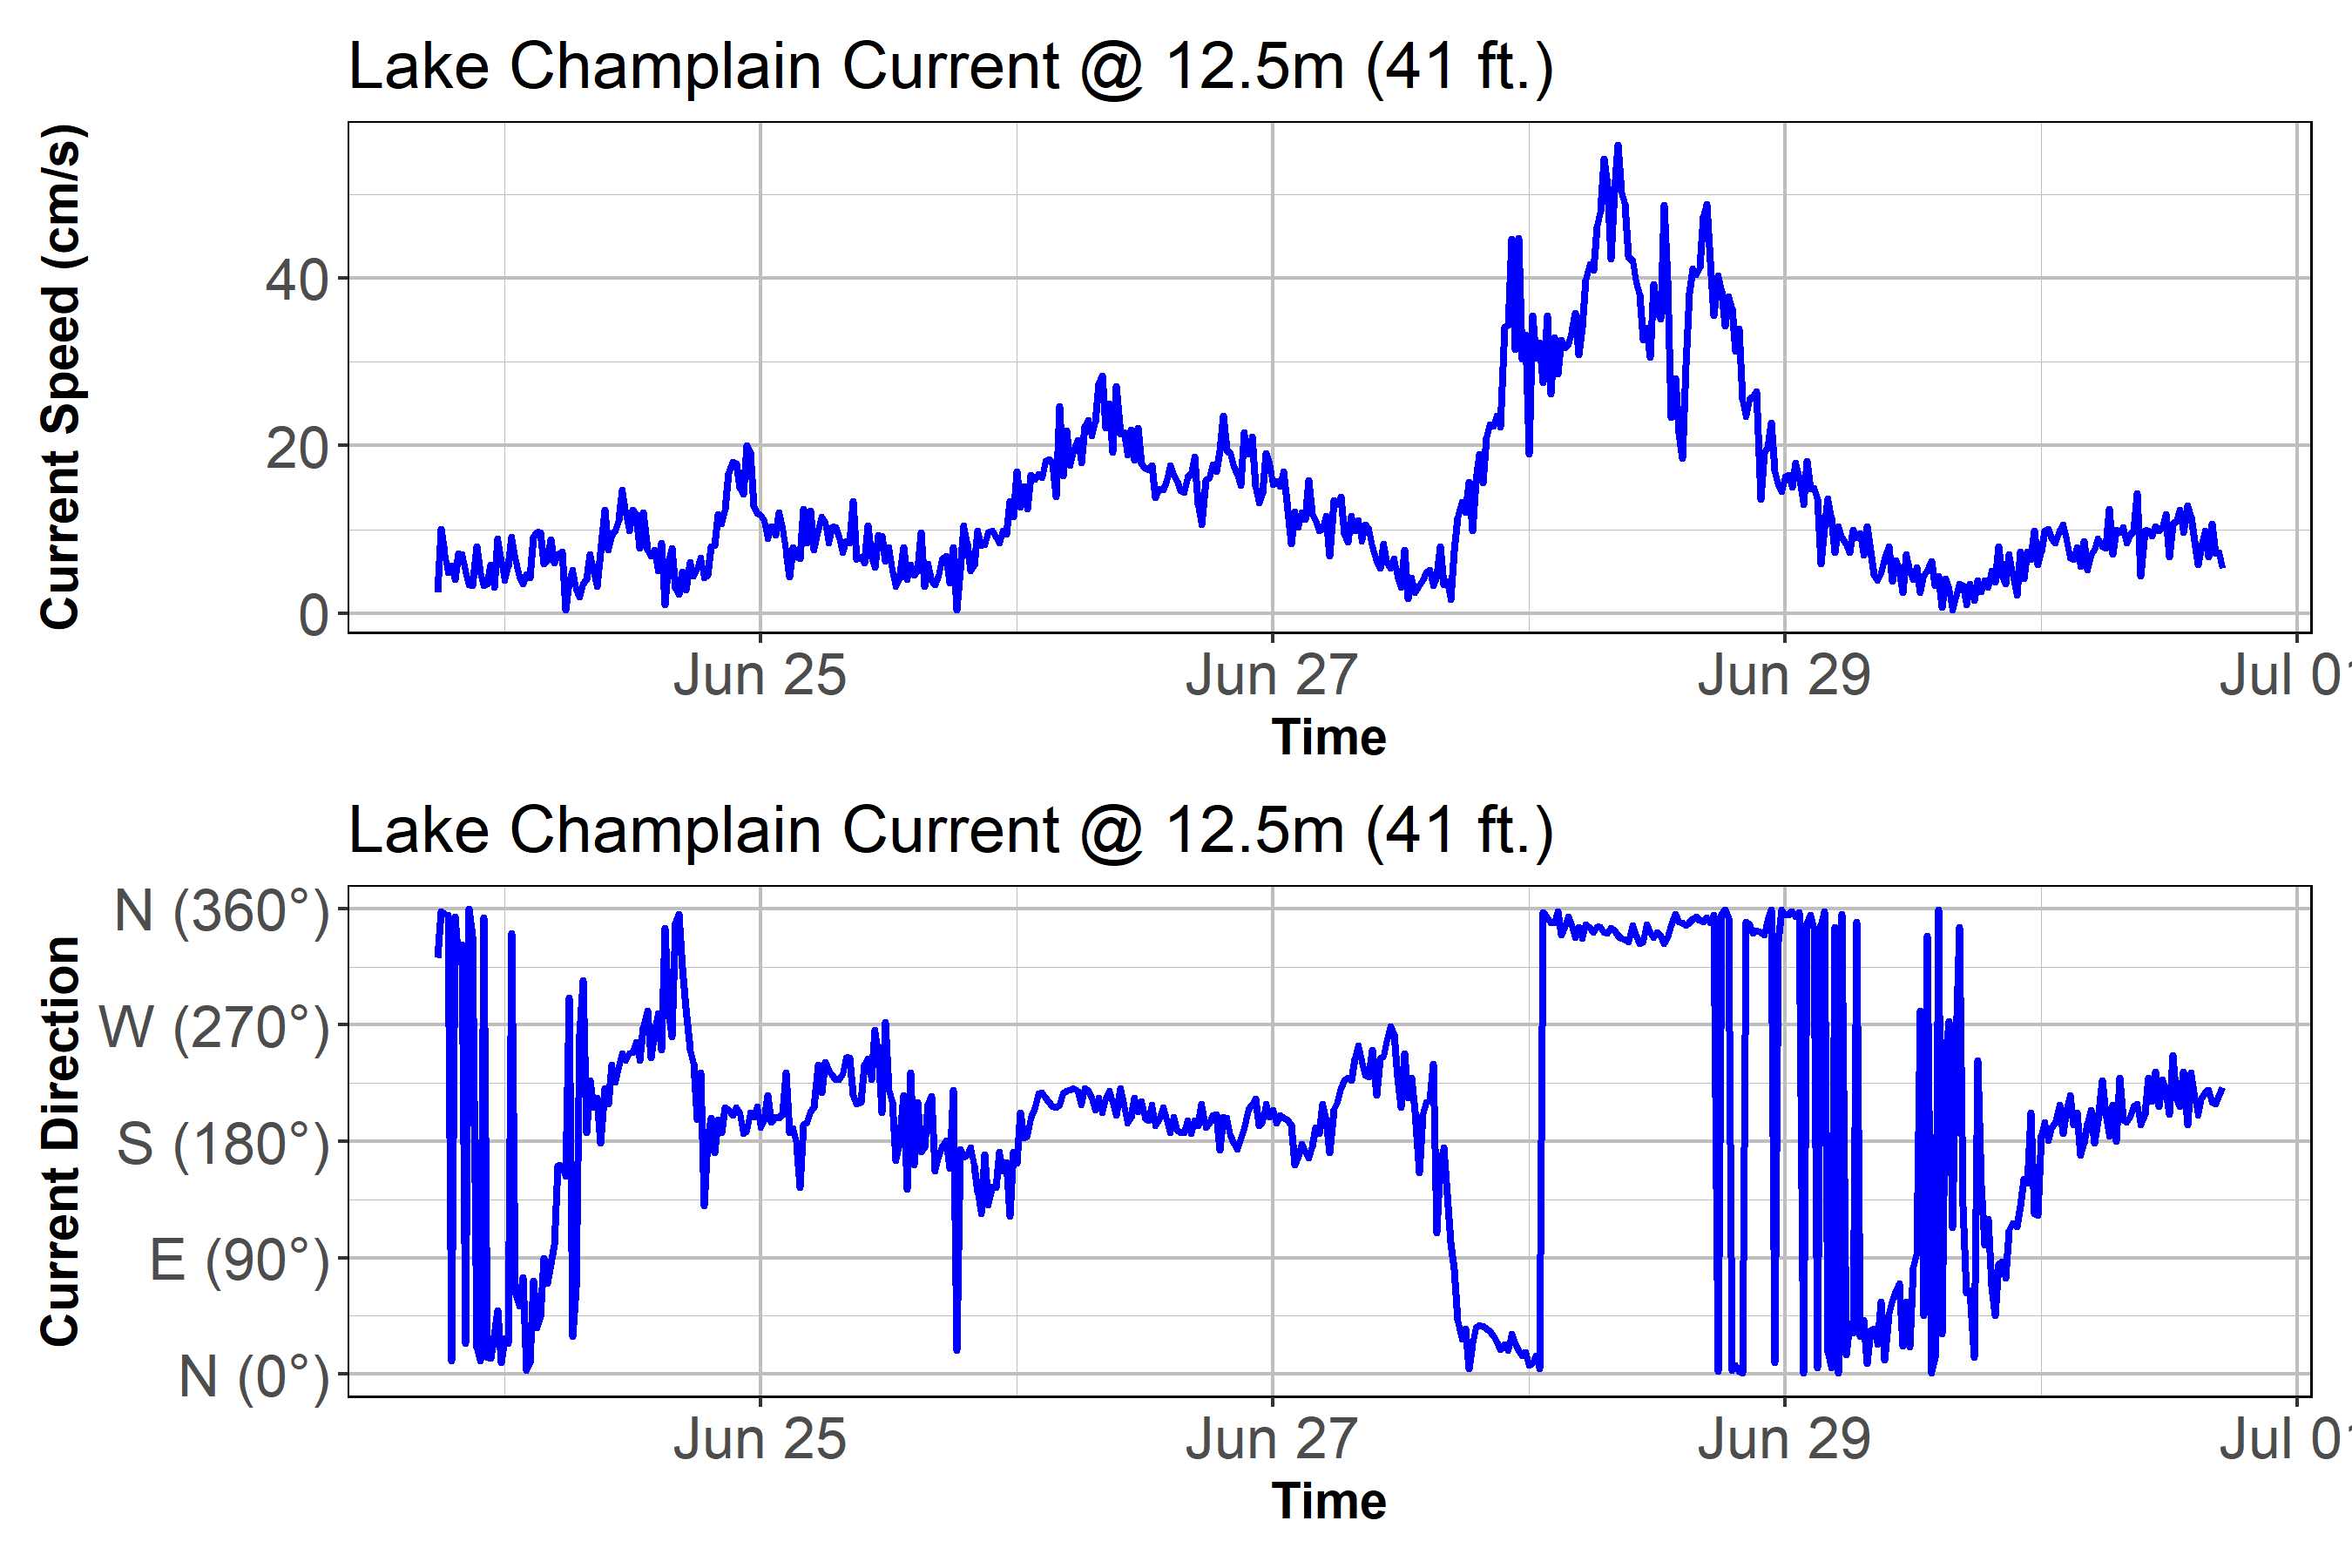 Lake Champlain Current @ 12.5m (41 ft.)
Current Speed (cm/s)
40
20
0
Jun 25
Jun 27
Jun 29
Jul 01
Time
Lake Champlain Current @ 12.5m (41 ft.)
Current Direction
N (360°)
W (270°)
S (180°)
E (90°)
N (0°)
Jun 25
Jun 27
Jun 29
Jul 01
Time